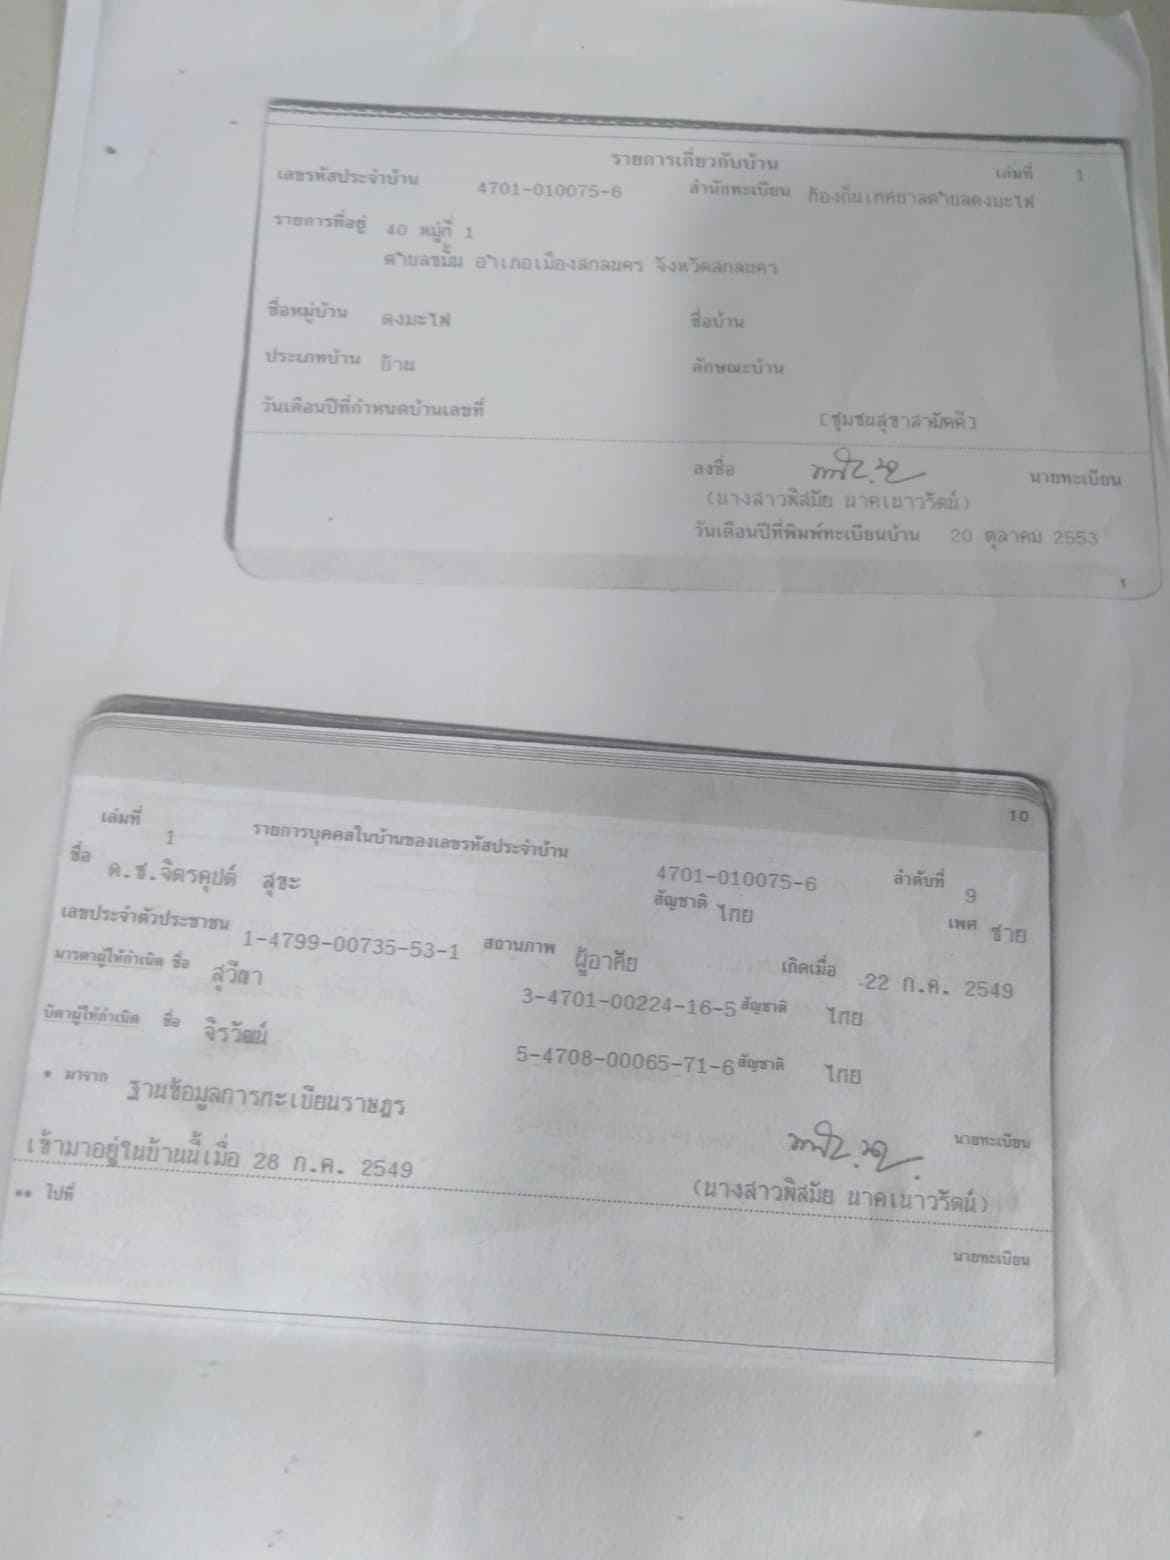 รายการเกี่ยวกับบ้าน เล่มที่ 1
เลขรหัสประจำบ้าน 4701-010075-6 สำนักทะเบียน ท้องถิ่นเทศบาลตำบลดงมะไฟ
รายการที่อยู่ 40 หมู่ที่ 1
ตำบลขมิ้น อำเภอเมืองสกลนคร จังหวัดสกลนคร
ชื่อหมู่บ้าน ดงมะไฟ ชื่อบ้าน
ประเภทบ้าน บ้าน ลักษณะบ้าน
วันเดือนปีที่กำหนดบ้านเลขที่
[ชุมชนสุขาสามัคคี]
ลงชื่อ นายทะเบียน
(นางสาวพิสมัย นาคเนาวรัตน์)
วันเดือนปีที่พิมพ์ทะเบียนบ้าน 20 ตุลาคม 2553
1
10
เล่มที่ 1 รายการบุคคลในบ้านของเลขรหัสประจำบ้าน 4701-010075-6 ลำดับที่ 9
ชื่อ ด.ช.จิตรคุปต์ สุขะ สัญชาติ ไทย เพศ ชาย
เลขประจำตัวประชาชน 1-4799-00735-53-1 สถานภาพ ผู้อาศัย เกิดเมื่อ 22 ก.ค. 2549
มารดาผู้ให้กำเนิด ชื่อ 3-4701-00224-16-5 สัญชาติ ไทย
บิดาผู้ให้กำเนิด ชื่อ จิรวัฒน์ 5-4708-00065-71-6 สัญชาติ ไทย
* มาจาก ฐานข้อมูลการทะเบียนราษฎร
นายทะเบียน
เข้ามาอยู่ในบ้านนี้เมื่อ 28 ก.ค. 2549 (นางสาวพิสมัย นาคเนาวรัตน์)
** ไปที่
นายทะเบียน